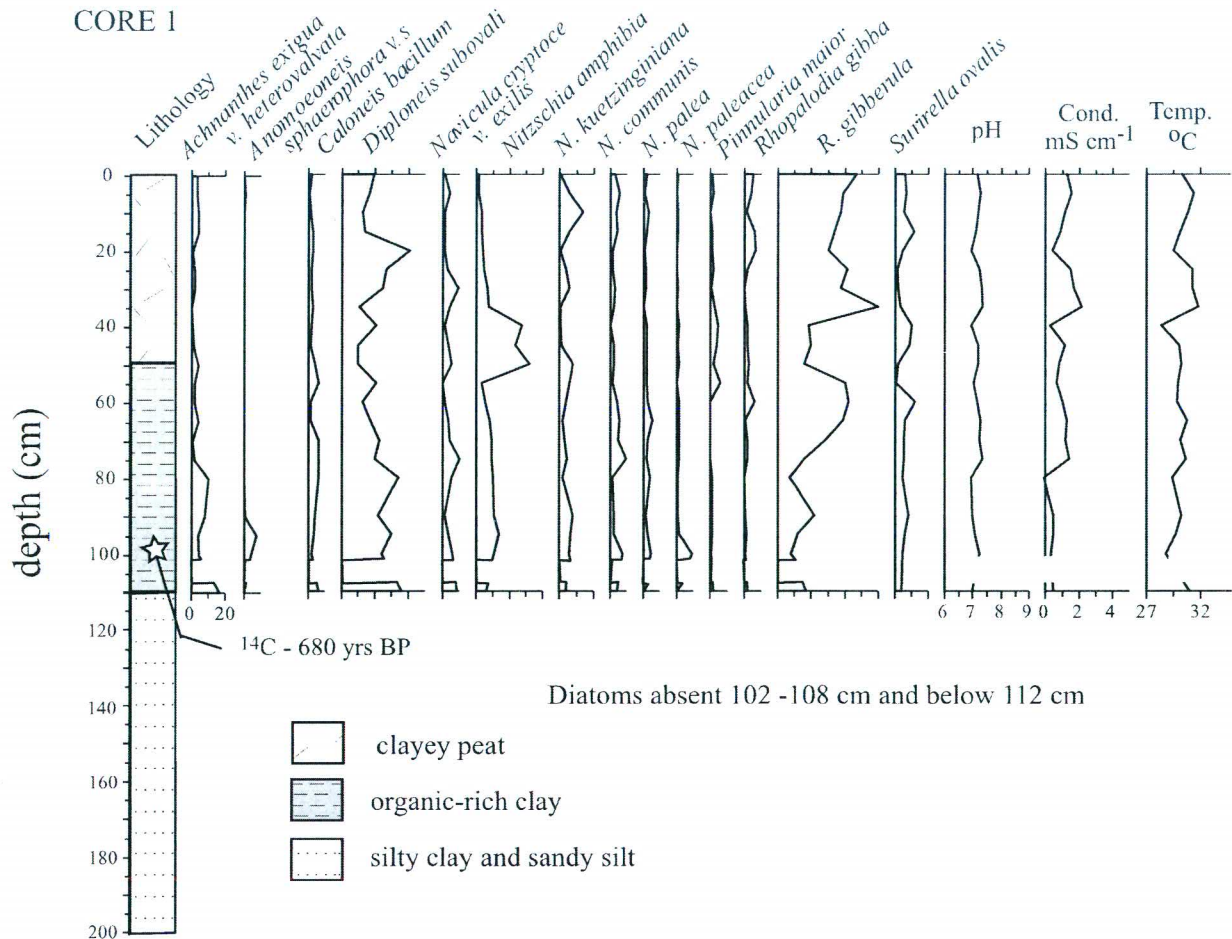 CORE 1
Lithology
Achnanthes exigua
v. heterovalvata
Anomoeoneis
sphaerophora v. s
Caloneis bacillum
Diploneis subovali
Navicula cryptoce
v. exilis
Nitzschia amphibia
N. kuetzinginiana
N. communis
N. palea
N. paleacea
Pinnularia maior
Rhopalodia gibba
R. gibberula
Surirella ovalis
pH
Cond.
mS cm-1
Temp.
oC
depth (cm)
0
20
40
60
80
100
120
140
160
180
200
0 20
6 7 8 9
0 2 4
27 32
14C - 680 yrs BP
Diatoms absent 102 -108 cm and below 112 cm
clayey peat
organic-rich clay
silty clay and sandy silt